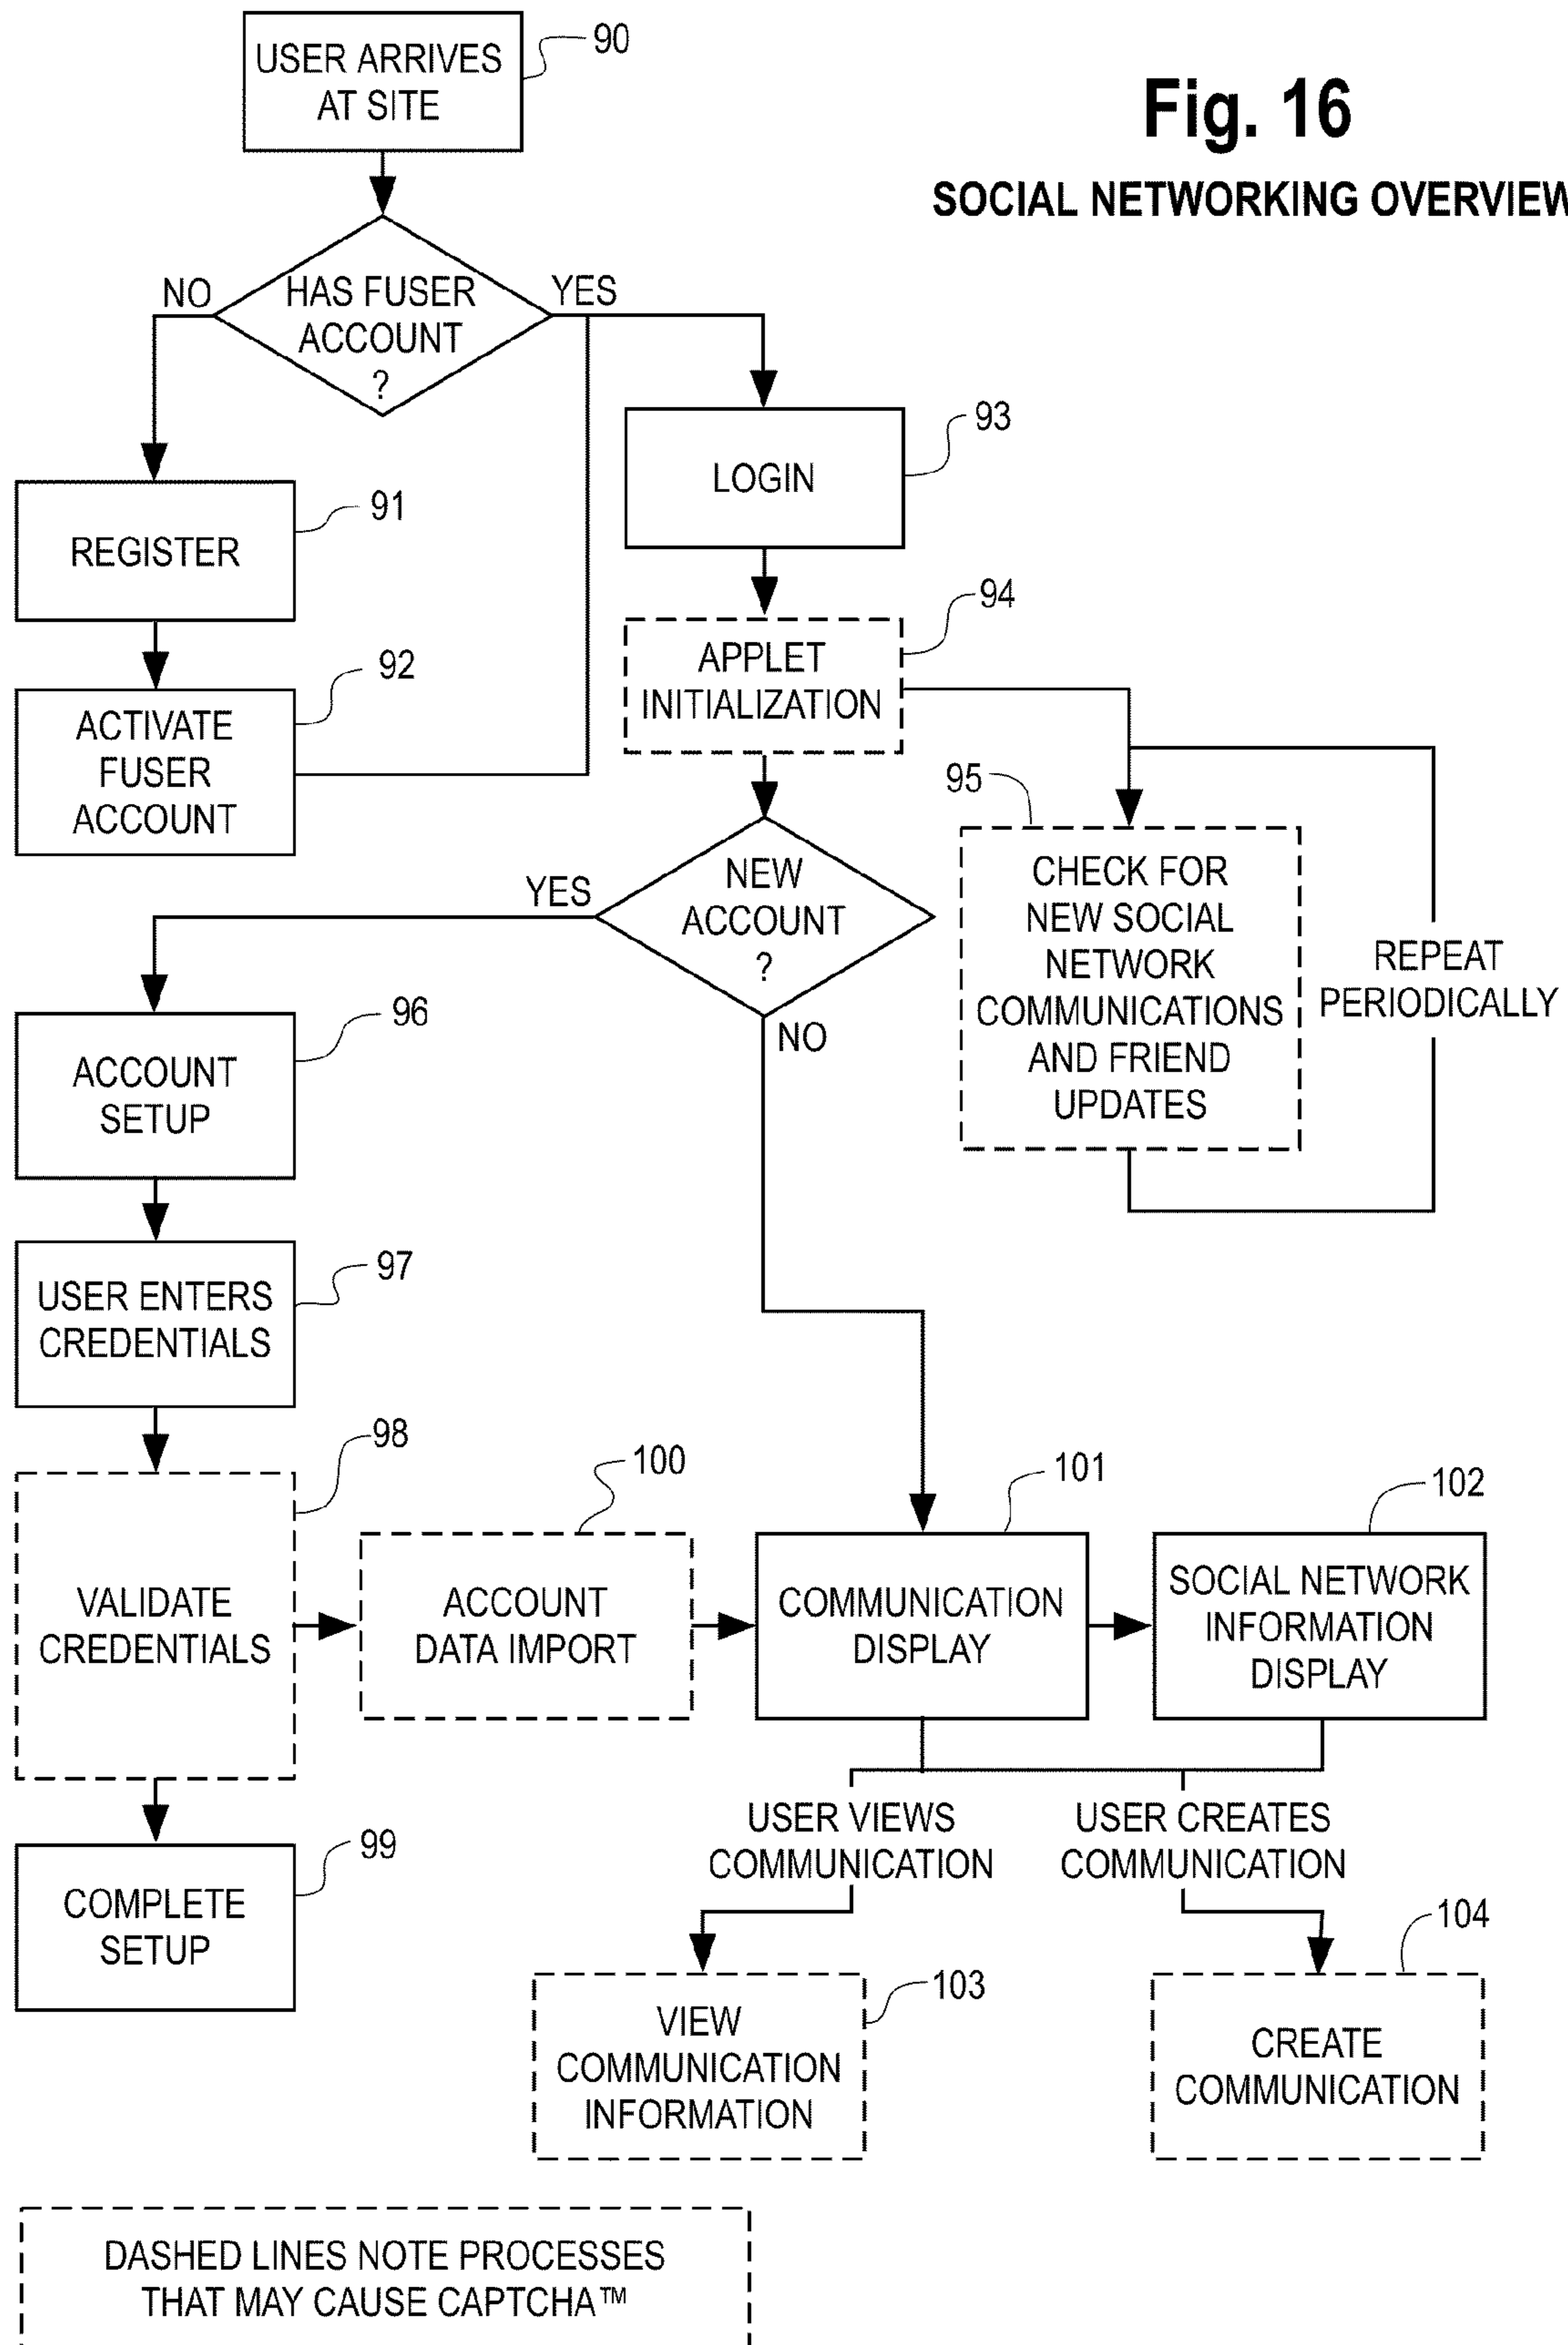 Fig. 16
SOCIAL NETWORKING OVERVIEW
USER ARRIVES
AT SITE
90
HAS FUSER
ACCOUNT
?
NO
YES
REGISTER
91
ACTIVATE
FUSER
ACCOUNT
92
LOGIN
93
APPLET
INITIALIZATION
94
95
CHECK FOR
NEW SOCIAL
NETWORK
COMMUNICATIONS
AND FRIEND
UPDATES
REPEAT
PERIODICALLY
NEW
ACCOUNT
?
YES
NO
ACCOUNT
SETUP
96
USER ENTERS
CREDENTIALS
97
VALIDATE
CREDENTIALS
98
COMPLETE
SETUP
99
ACCOUNT
DATA IMPORT
100
COMMUNICATION
DISPLAY
101
SOCIAL NETWORK
INFORMATION
DISPLAY
102
USER VIEWS
COMMUNICATION
USER CREATES
COMMUNICATION
VIEW
COMMUNICATION
INFORMATION
103
CREATE
COMMUNICATION
104
DASHED LINES NOTE PROCESSES
THAT MAY CAUSE CAPTCHA™